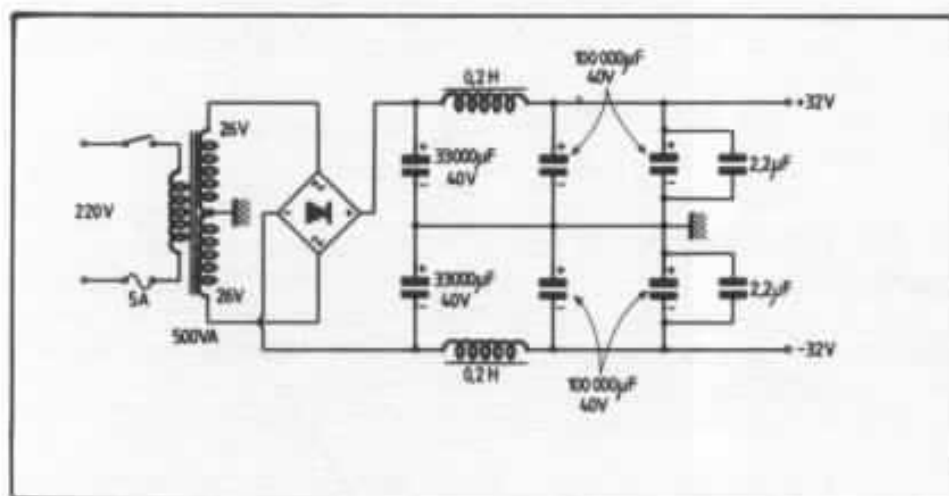 100 000µF
40V
0,2 H
+32V
26V
+
+
+
33000µF
40V
2,2µF
-
-
-
~
220V
-
+
~
+
+
+
33000µF
40V
2,2µF
-
-
-
5A
26V
500VA
-32V
0,2 H
100 000µF
40V